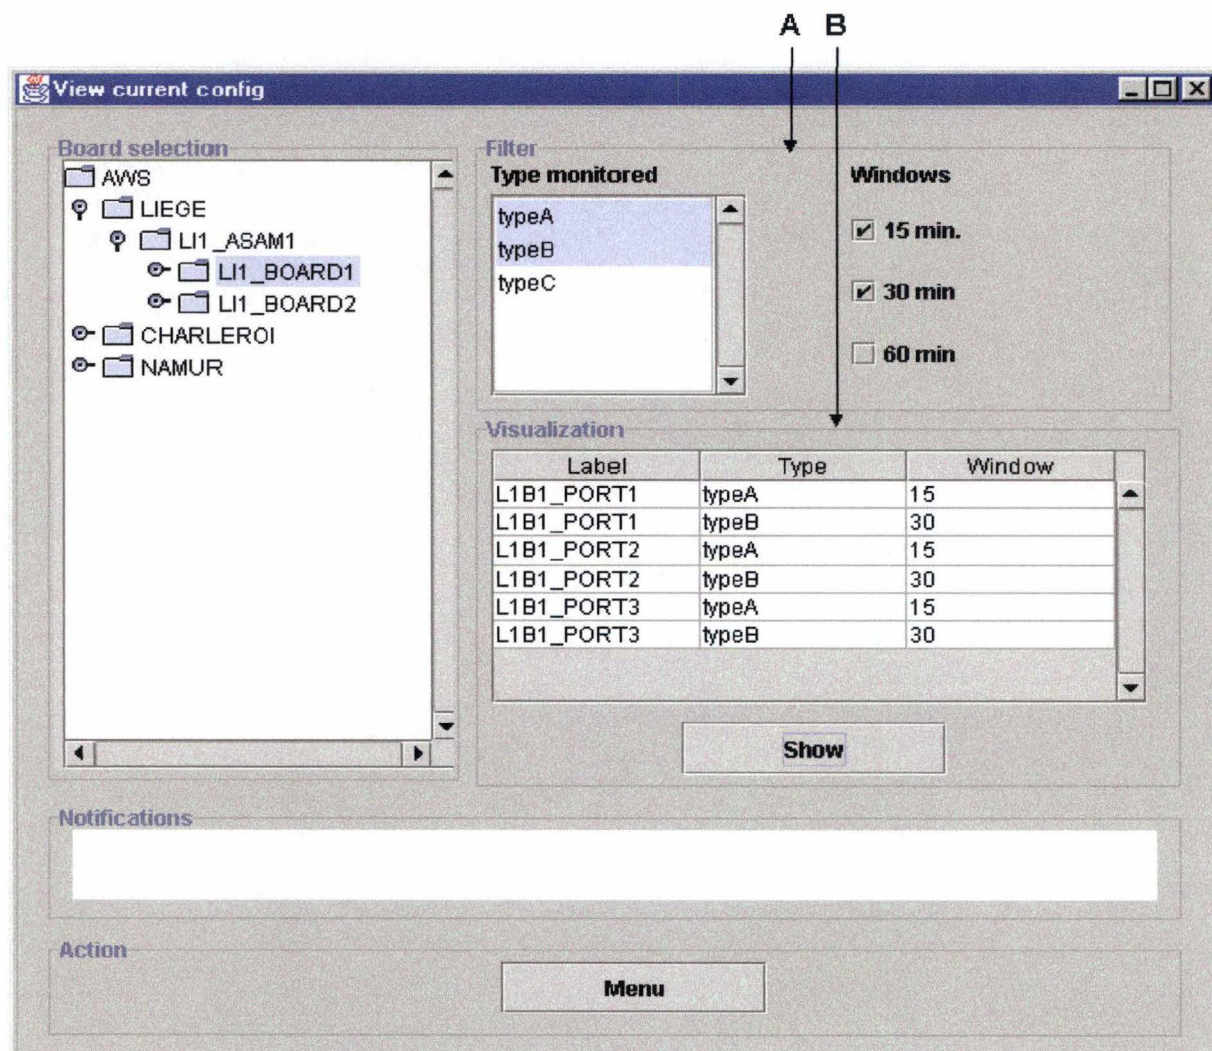 A B
View current config
Board selection
AWS
LIEGE
LI1_ASAM1
LI1_BOARD1
LI1_BOARD2
CHARLEROI
NAMUR
Filter
Type monitored
typeA
typeB
typeC
Windows
15 min.
30 min
60 min
Visualization
Label Type Window
L1B1_PORT1 typeA 15
L1B1_PORT1 typeB 30
L1B1_PORT2 typeA 15
L1B1_PORT2 typeB 30
L1B1_PORT3 typeA 15
L1B1_PORT3 typeB 30
Show
Notifications
Action
Menu